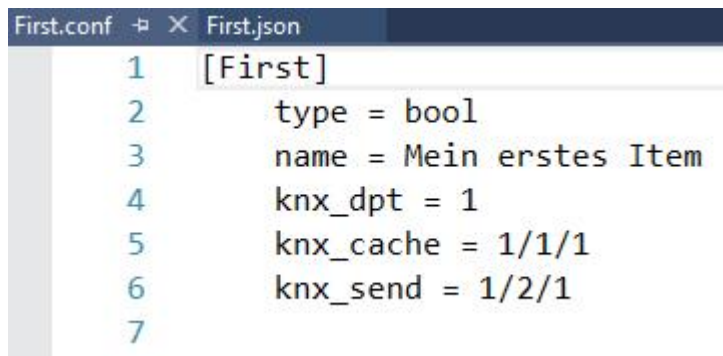 First.conf First.json
1 [First]
2 type = bool
3 name = Mein erstes Item
4 knx_dpt = 1
5 knx_cache = 1/1/1
6 knx_send = 1/2/1
7